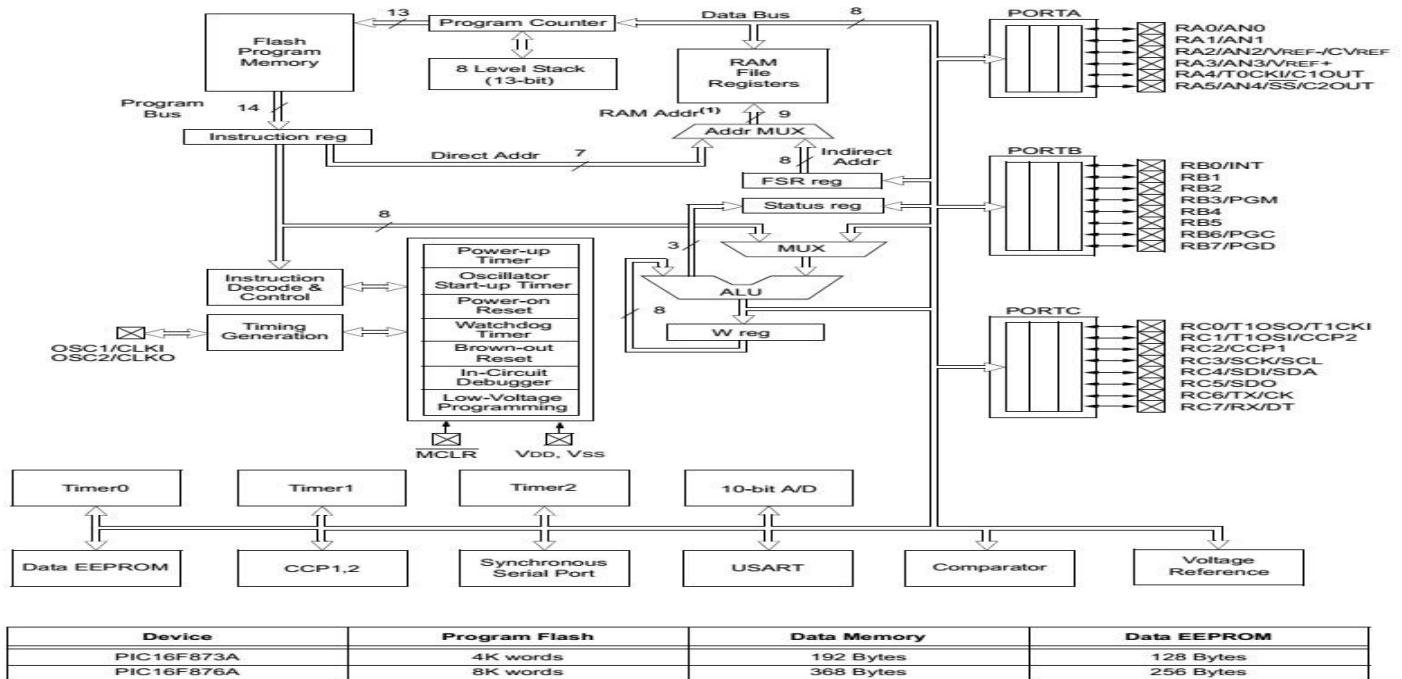 13
Program Counter
Data Bus
8
PORTA
Flash
Program
Memory
8 Level Stack
(13-bit)
RAM
File
Registers
RA0/AN0
RA1/AN1
RA2/AN2/VREF-/CVREF
RA3/AN3/VREF+
RA4/T0CKI/C1OUT
RA5/AN4/SS/C2OUT
Program
Bus
14
RAM Addr(1)
9
Addr MUX
Instruction reg
Direct Addr
7
8
Indirect
Addr
FSR reg
Status reg
PORTB
RB0/INT
RB1
RB2
RB3/PGM
RB4
RB5
RB6/PGC
RB7/PGD
8
3
MUX
ALU
8
W reg
Instruction
Decode &
Control
Timing
Generation
OSC1/CLKI
OSC2/CLKO
Power-up
Timer
Oscillator
Start-up Timer
Power-on
Reset
Watchdog
Timer
Brown-out
Reset
In-Circuit
Debugger
Low-Voltage
Programming
MCLR
VDD, VSS
PORTC
RC0/T1OSO/T1CKI
RC1/T1OSI/CCP2
RC2/CCP1
RC3/SCK/SCL
RC4/SDI/SDA
RC5/SDO
RC6/TX/CK
RC7/RX/DT
Timer0
Timer1
Timer2
10-bit A/D
Data EEPROM
CCP1,2
Synchronous
Serial Port
USART
Comparator
Voltage
Reference
Device Program Flash Data Memory Data EEPROM
PIC16F873A 4K words 192 Bytes 128 Bytes
PIC16F876A 8K words 368 Bytes 256 Bytes